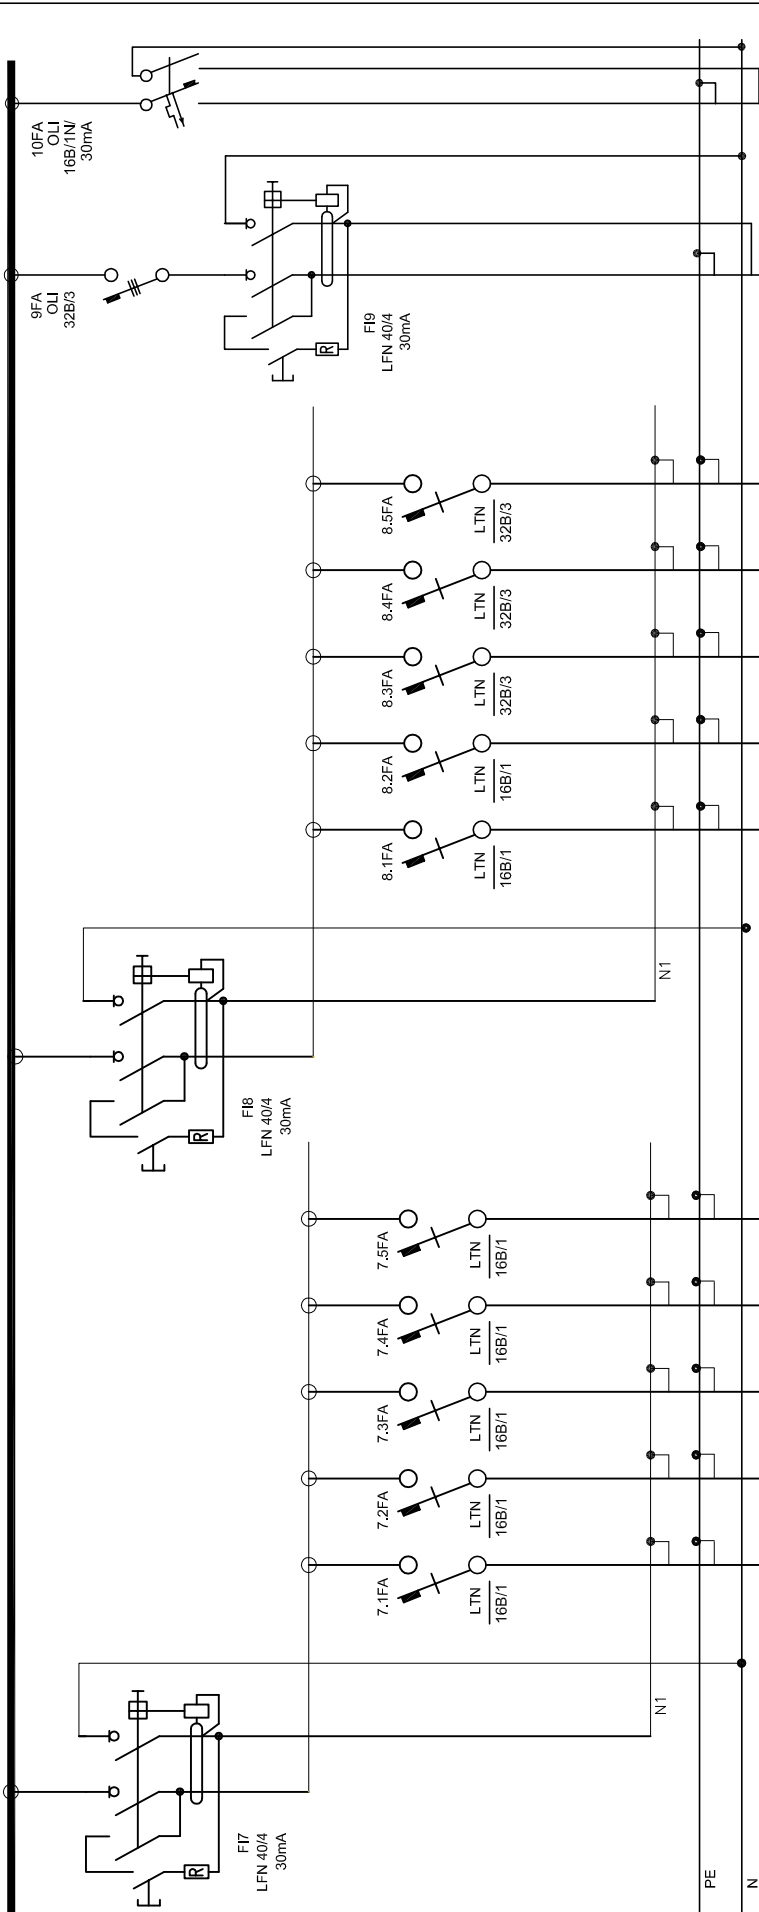 10FA
OLI
16B/1N/
30mA
9FA
OLI
32B/3
FI9
LFN 40/4
30mA
8.5FA
LTN
32B/3
8.4FA
LTN
32B/3
8.3FA
LTN
32B/3
8.2FA
LTN
16B/1
8.1FA
LTN
16B/1
N1
FI8
LFN 40/4
30mA
R
R
7.5FA
LTN
16B/1
7.4FA
LTN
16B/1
7.3FA
LTN
16B/1
7.2FA
LTN
16B/1
7.1FA
LTN
16B/1
N1
FI7
LFN 40/4
30mA
R
PE
N